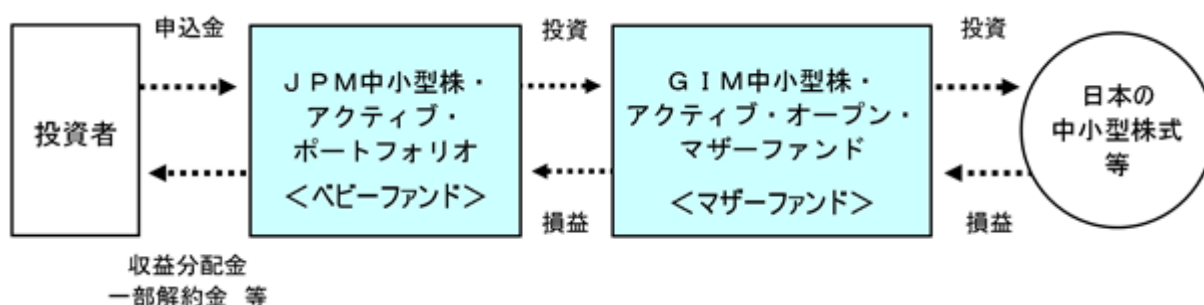 申込金
投資
投資
投資者
ＪＰＭ中小型株・
アクティブ・
ポートフォリオ
＜ベビーファンド＞
ＧＩＭ中小型株・
アクティブ・オープン・
マザーファンド
＜マザーファンド＞
日本の
中小型株式
等
損益
損益
収益分配金
一部解約金 等